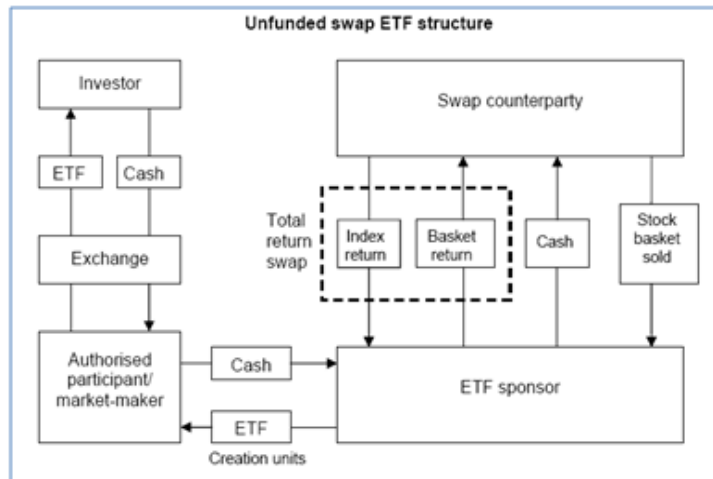 Unfunded swap ETF structure
Investor
Swap counterparty
ETF
Cash
Total
return
swap
Index
return
Basket
return
Cash
Stock
basket
sold
Exchange
Authorised
participant/
market-maker
Cash
ETF sponsor
ETF
Creation units